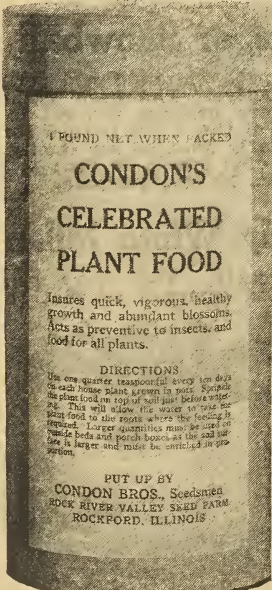 1 POUND NET WHEN PACKED
CONDON'S
CELEBRATED
PLANT FOOD
Insures quick, vigorous, healthy
growth and abundant blossoms.
Acts as preventive to insects, and
food for all plants.
DIRECTIONS
Use one quarter teaspoonful every ten days
on each house plant grown in pots. Sprinkle
the plant food on top of soil just before water-
ing. This will allow the water to take the
plant food to the roots where the feeding is
required. Larger quantities must be used on
outside beds and porch boxes as the soil sur-
face is larger and must be enriched in pro-
portion.
PUT UP BY
CONDON BROS., Seedsmen
ROCK RIVER VALLEY SEED FARM
ROCKFORD, ILLINOIS